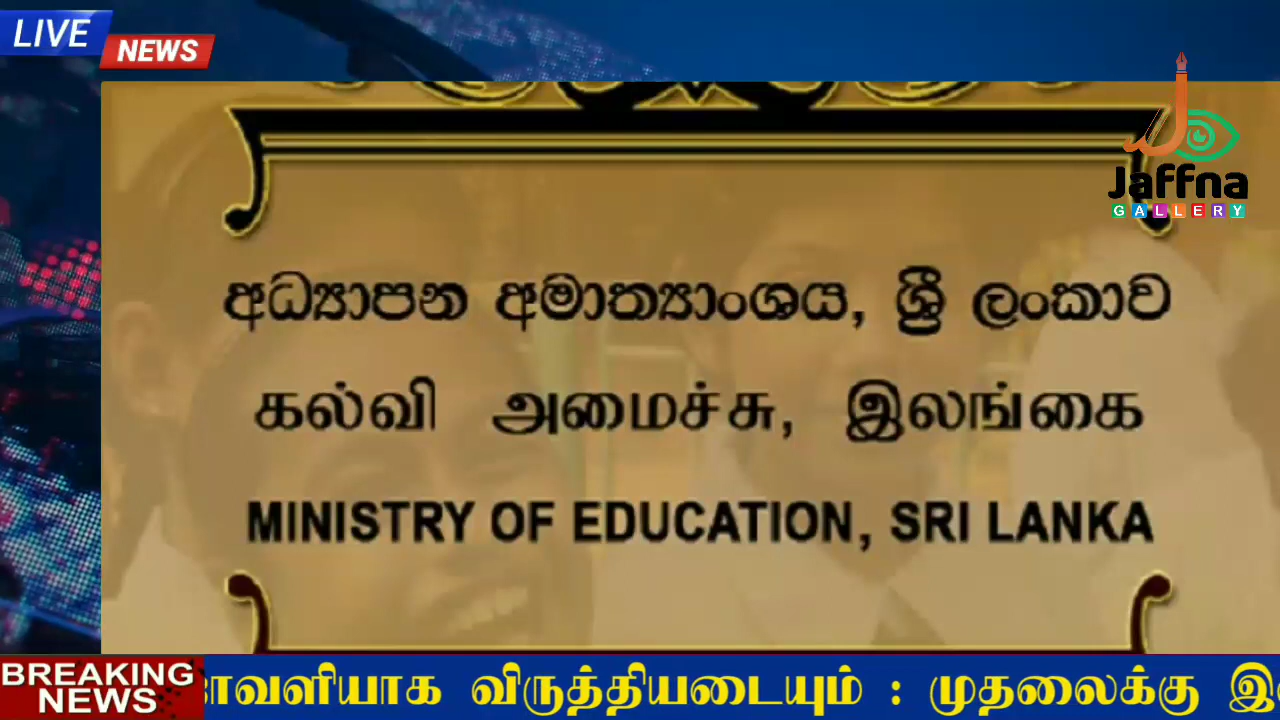 LIVE
NEWS
Jaffna
GALLERY
අධ්‍යාපන අමාත්‍යාංශය, ශ්‍රී ලංකාව
கல்வி அமைச்சு, இலங்கை
MINISTRY OF EDUCATION, SRI LANKA
BREAKING
NEWS
விருத்தியடையும் : முதலைக்கு